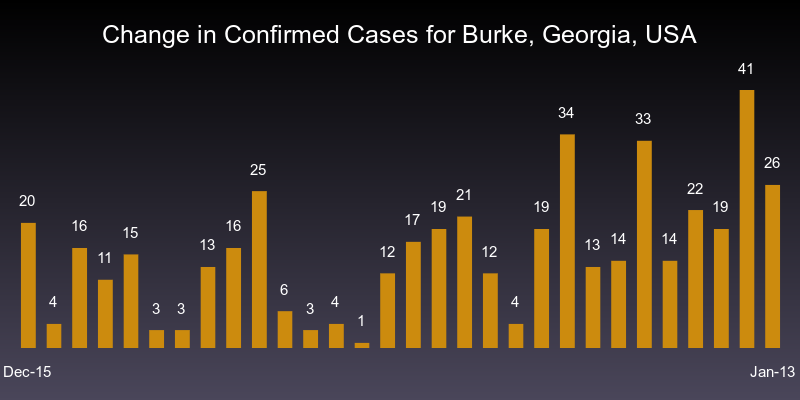 Change in Confirmed Cases for Burke, Georgia, USA
20 4 16 11 15 3 3 13 16 25 6 3 4 1 12 17 19 21 12 4 19 34 13 14 33 14 22 19 41 26
Dec-15 Jan-13